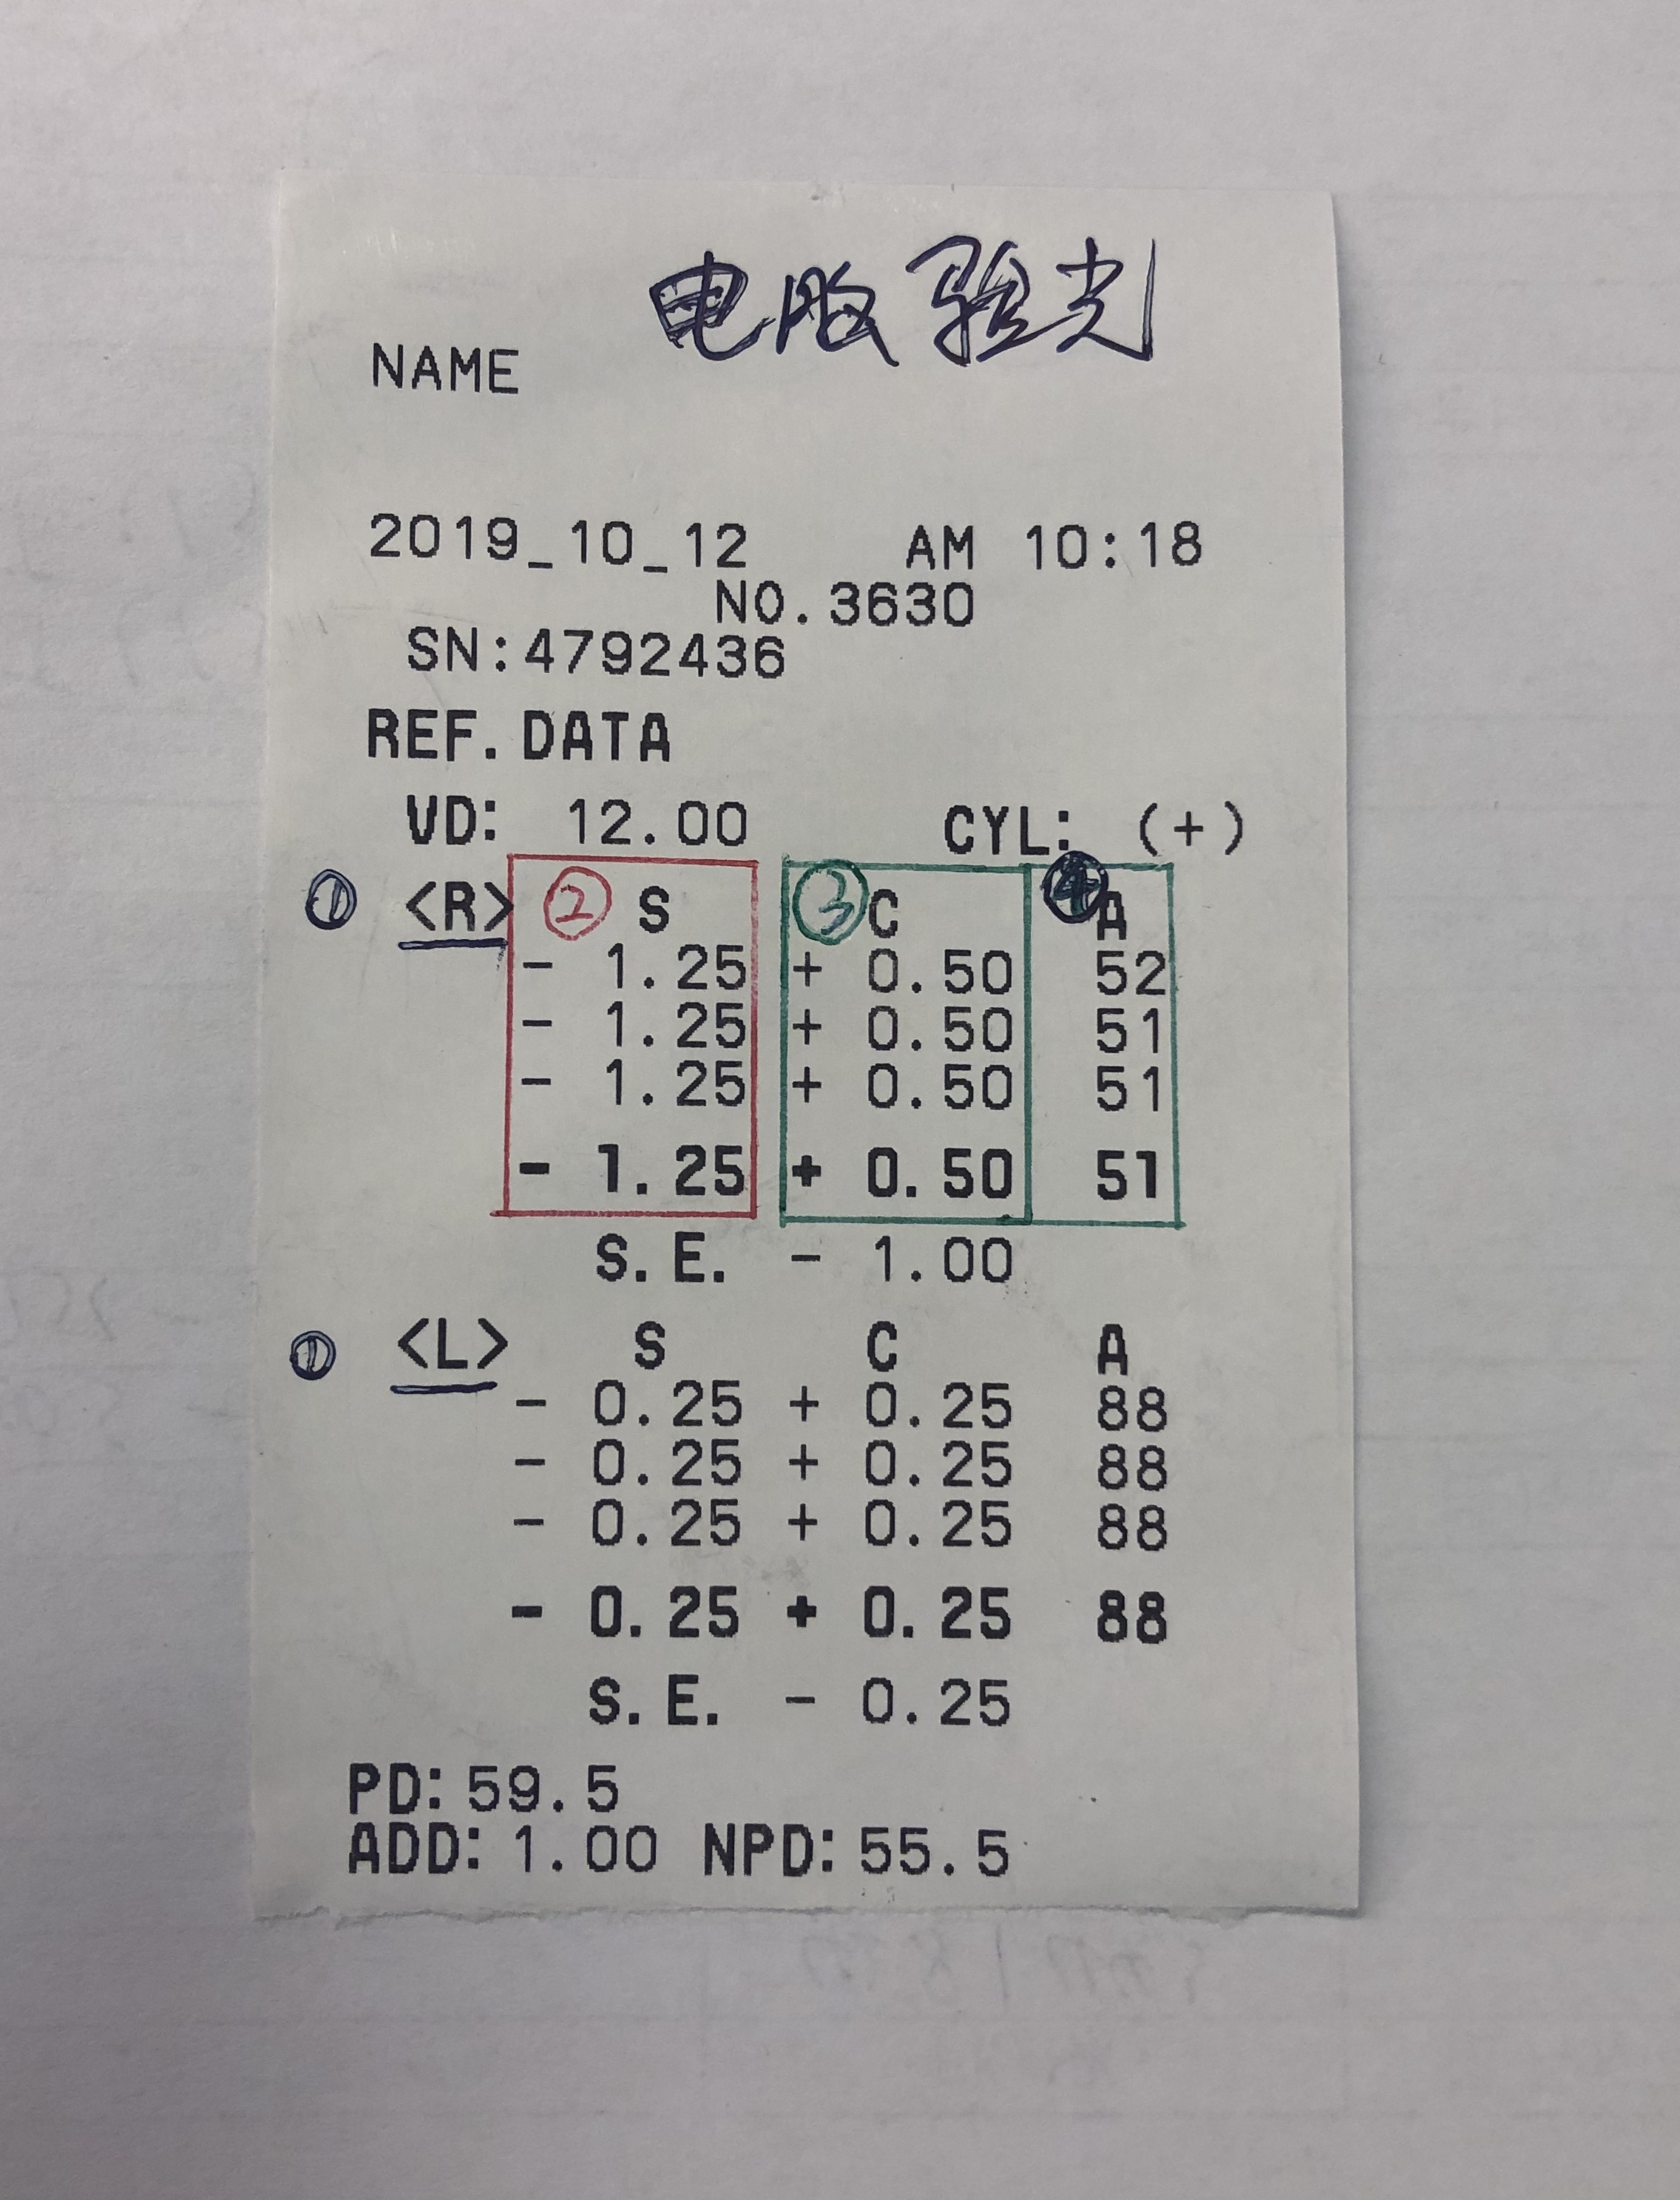 电脑验光
NAME
2019_10_12 AM 10:18
NO.3630
SN:4792436
REF.DATA
VD: 12.00 CYL: (+)
① <R> ② S ③ C ④ A
- 1.25 + 0.50 52
- 1.25 + 0.50 51
- 1.25 + 0.50 51
- 1.25 + 0.50 51
S.E. - 1.00
① <L> S C A
- 0.25 + 0.25 88
- 0.25 + 0.25 88
- 0.25 + 0.25 88
- 0.25 + 0.25 88
S.E. - 0.25
PD: 59.5
ADD: 1.00 NPD: 55.5